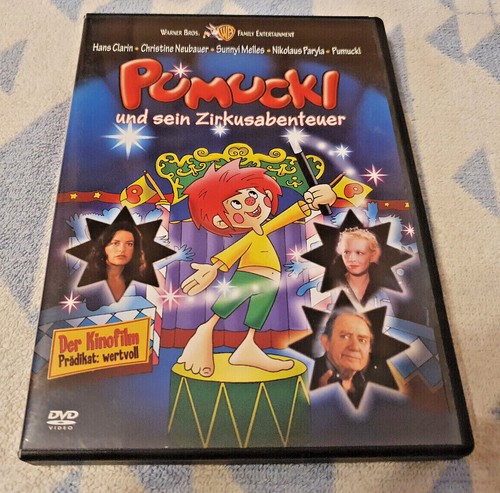 WARNER BROS. WB FAMILY ENTERTAINMENT
Hans Clarin • Christine Neubauer • Sunnyi Melles • Nikolaus Paryla • Pumuckl
PUMUCKl
und sein Zirkusabenteuer
P
P
Der Kinofilm
Prädikat: wertvoll
DVD
VIDEO